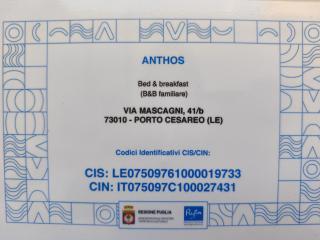 ANTHOS
Bed & breakfast
(B&B familiare)
VIA MASCAGNI, 41/b
73010 - PORTO CESAREO (LE)
Codici Identificativi CIS/CIN:
CIS: LE07509761000019733
CIN: IT075097C100027431
REGIONE PUGLIA